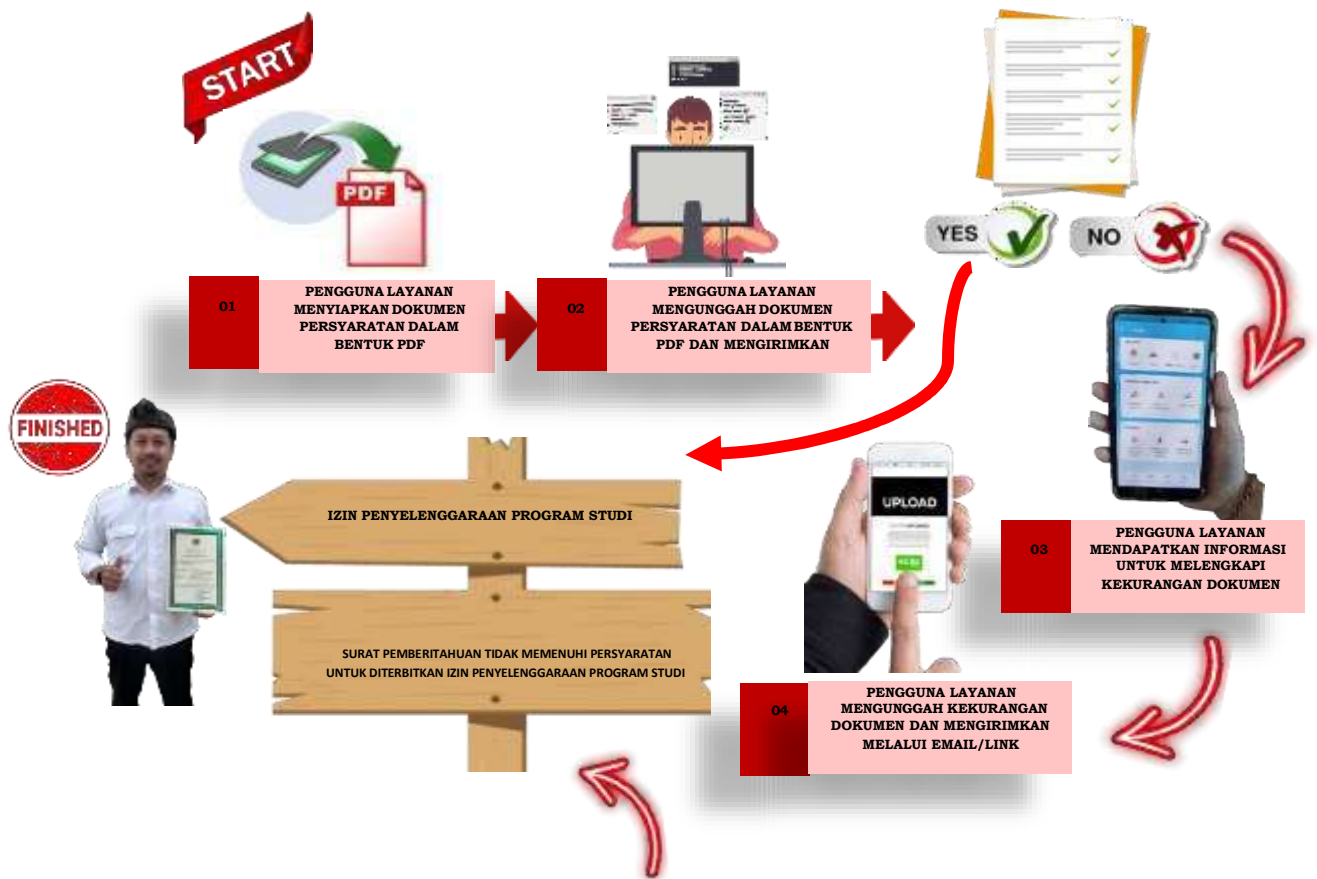 START
PDF
YES
NO
01
PENGGUNA LAYANAN
MENYIAPKAN DOKUMEN
PERSYARATAN DALAM
BENTUK PDF
02
PENGGUNA LAYANAN
MENGUNGGAH DOKUMEN
PERSYARATAN DALAM BENTUK
PDF DAN MENGIRIMKAN
03
PENGGUNA LAYANAN
MENDAPATKAN INFORMASI
UNTUK MELENGKAPI
KEKURANGAN DOKUMEN
UPLOAD
04
PENGGUNA LAYANAN
MENGUNGGAH KEKURANGAN
DOKUMEN DAN MENGIRIMKAN
MELALUI EMAIL/LINK
IZIN PENYELENGGARAAN PROGRAM STUDI
SURAT PEMBERITAHUAN TIDAK MEMENUHI PERSYARATAN
UNTUK DITERBITKAN IZIN PENYELENGGARAAN PROGRAM STUDI
FINISHED